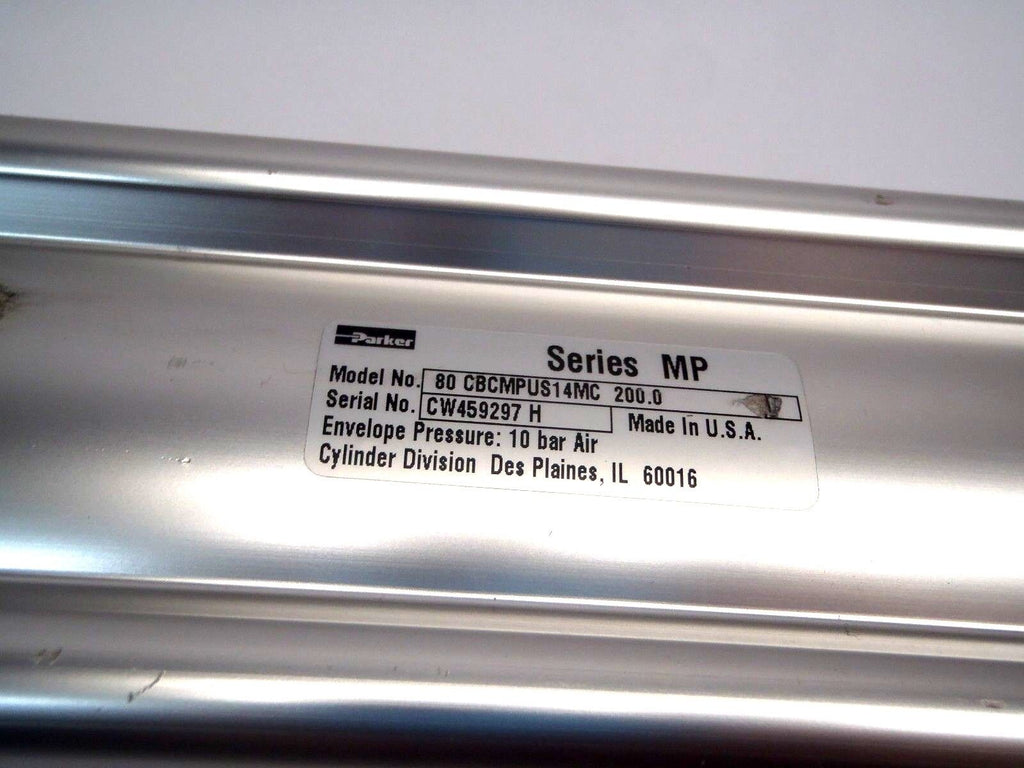 Parker
Series MP
Model No. 80 CBCMPUS14MC 200.0
Serial No. CW459297 H Made In U.S.A.
Envelope Pressure: 10 bar Air
Cylinder Division Des Plaines, IL 60016